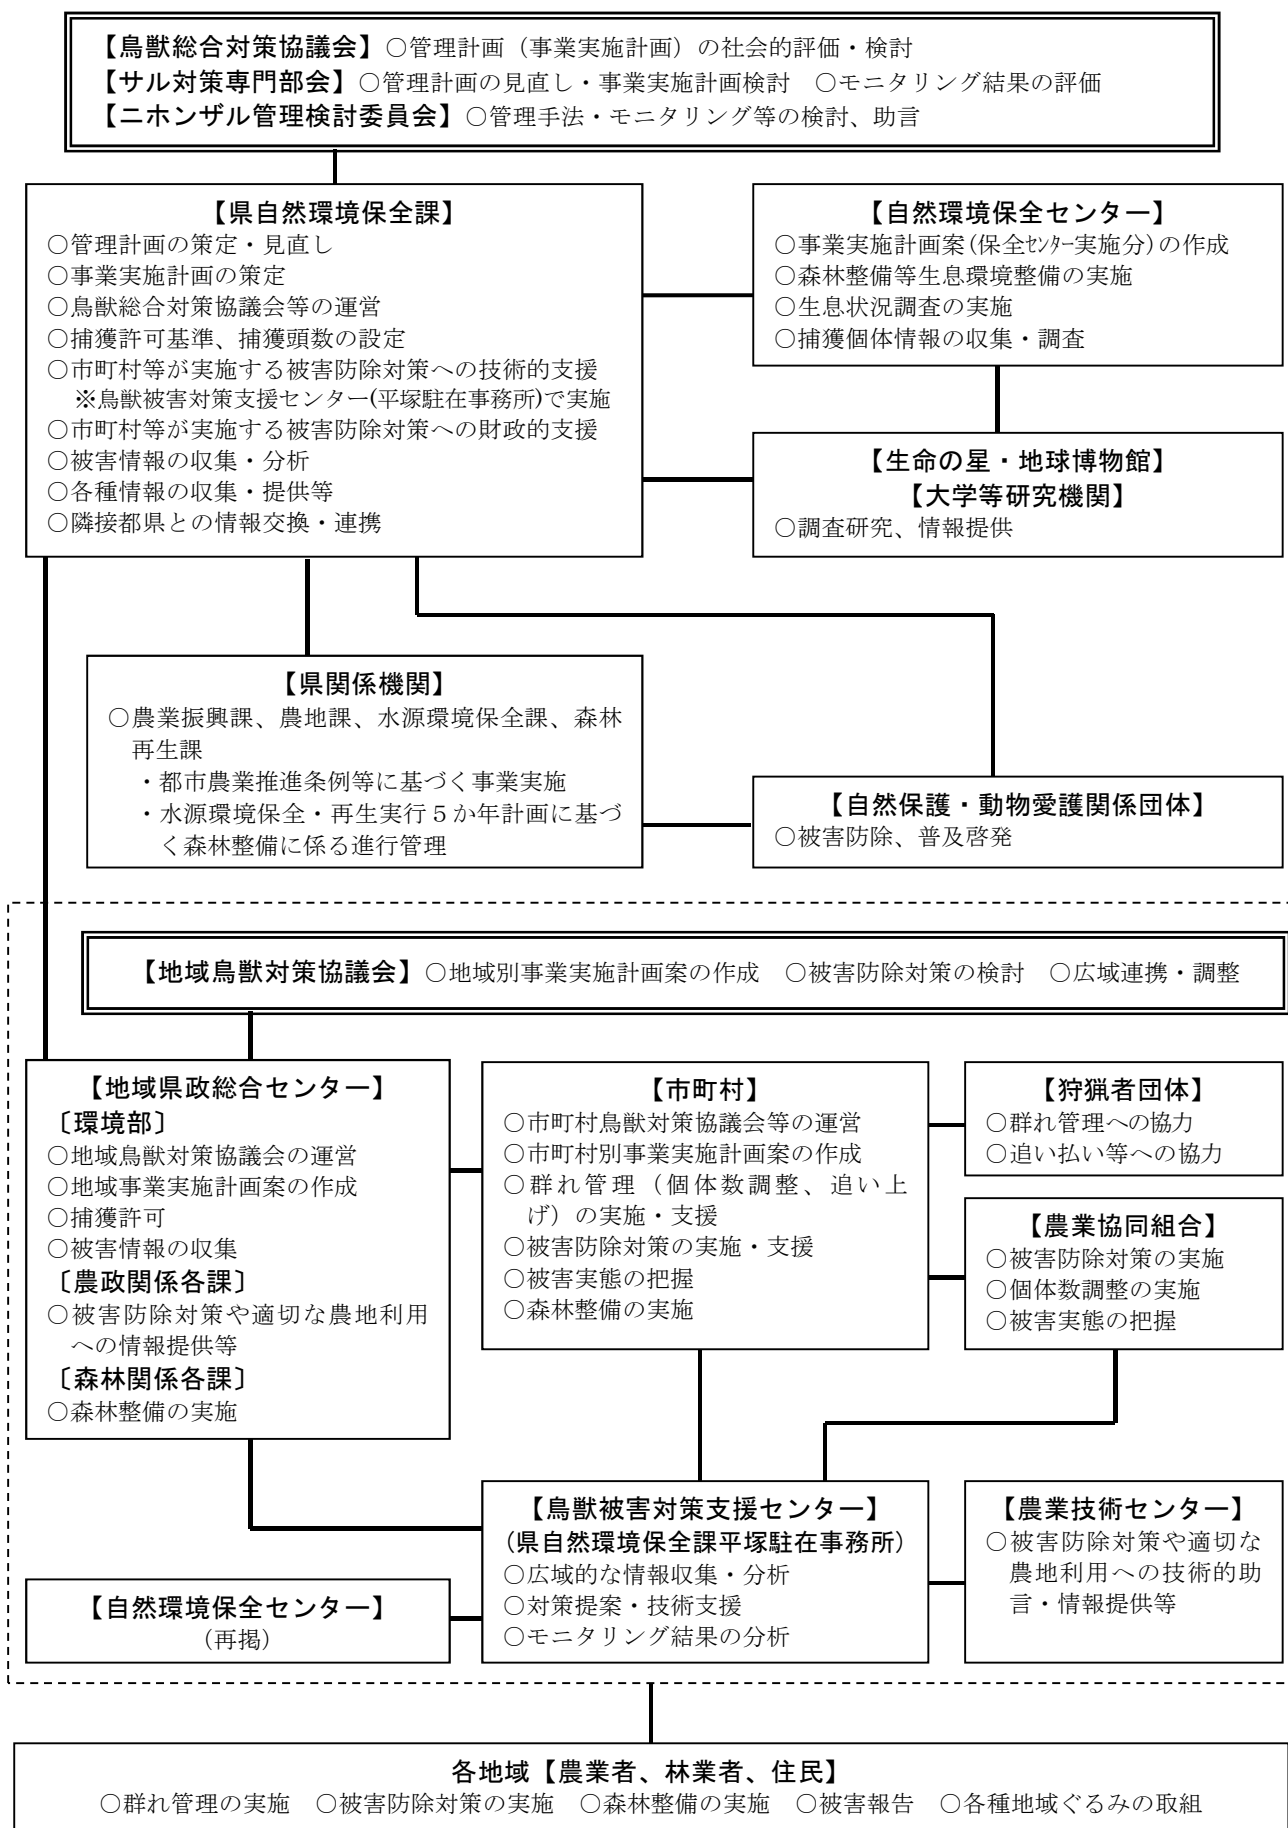 【鳥獣総合対策協議会】○管理計画（事業実施計画）の社会的評価・検討
【サル対策専門部会】○管理計画の見直し・事業実施計画検討　○モニタリング結果の評価
【ニホンザル管理検討委員会】○管理手法・モニタリング等の検討、助言
【県自然環境保全課】
○管理計画の策定・見直し
○事業実施計画の策定
○鳥獣総合対策協議会等の運営
○捕獲許可基準、捕獲頭数の設定
○市町村等が実施する被害防除対策への技術的支援
※鳥獣被害対策支援センター(平塚駐在事務所)で実施
○市町村等が実施する被害防除対策への財政的支援
○被害情報の収集・分析
○各種情報の収集・提供等
○隣接都県との情報交換・連携
【自然環境保全センター】
○事業実施計画案(保全ｾﾝﾀｰ実施分)の作成
○森林整備等生息環境整備の実施
○生息状況調査の実施
○捕獲個体情報の収集・調査
【生命の星・地球博物館】
【大学等研究機関】
○調査研究、情報提供
【県関係機関】
○農業振興課、農地課、水源環境保全課、森林
再生課
・都市農業推進条例等に基づく事業実施
・水源環境保全・再生実行５か年計画に基づ
く森林整備に係る進行管理
【自然保護・動物愛護関係団体】
○被害防除、普及啓発
【地域鳥獣対策協議会】○地域別事業実施計画案の作成　○被害防除対策の検討　○広域連携・調整
【地域県政総合センター】
〔環境部〕
○地域鳥獣対策協議会の運営
○地域事業実施計画案の作成
○捕獲許可
○被害情報の収集
〔農政関係各課〕
○被害防除対策や適切な農地利用
への情報提供等
〔森林関係各課〕
○森林整備の実施
【市町村】
○市町村鳥獣対策協議会等の運営
○市町村別事業実施計画案の作成
○群れ管理（個体数調整、追い上
げ）の実施・支援
○被害防除対策の実施・支援
○被害実態の把握
○森林整備の実施
【狩猟者団体】
○群れ管理への協力
○追い払い等への協力
【農業協同組合】
○被害防除対策の実施
○個体数調整の実施
○被害実態の把握
【鳥獣被害対策支援センター】
(県自然環境保全課平塚駐在事務所)
○広域的な情報収集・分析
○対策提案・技術支援
○モニタリング結果の分析
【農業技術センター】
○被害防除対策や適切な
農地利用への技術的助
言・情報提供等
【自然環境保全センター】
(再掲)
各地域【農業者、林業者、住民】
○群れ管理の実施　○被害防除対策の実施　○森林整備の実施　○被害報告　○各種地域ぐるみの取組